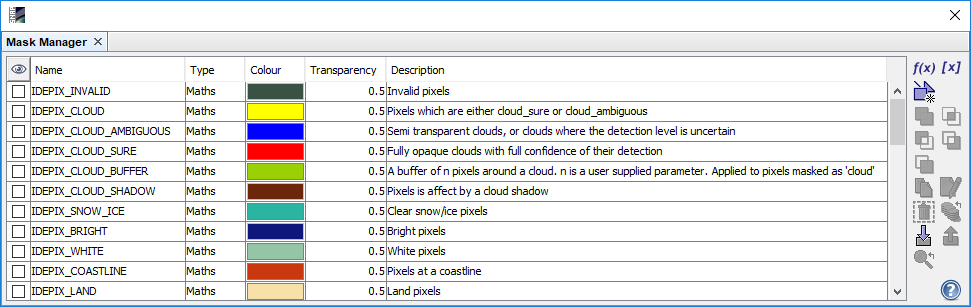 Mask Manager ×
Name Type Colour Transparency Description
IDEPIX_INVALID Maths 0.5 Invalid pixels
IDEPIX_CLOUD Maths 0.5 Pixels which are either cloud_sure or cloud_ambiguous
IDEPIX_CLOUD_AMBIGUOUS Maths 0.5 Semi transparent clouds, or clouds where the detection level is uncertain
IDEPIX_CLOUD_SURE Maths 0.5 Fully opaque clouds with full confidence of their detection
IDEPIX_CLOUD_BUFFER Maths 0.5 A buffer of n pixels around a cloud. n is a user supplied parameter. Applied to pixels masked as 'cloud'
IDEPIX_CLOUD_SHADOW Maths 0.5 Pixels is affect by a cloud shadow
IDEPIX_SNOW_ICE Maths 0.5 Clear snow/ice pixels
IDEPIX_BRIGHT Maths 0.5 Bright pixels
IDEPIX_WHITE Maths 0.5 White pixels
IDEPIX_COASTLINE Maths 0.5 Pixels at a coastline
IDEPIX_LAND Maths 0.5 Land pixels
f(x) [x]
?